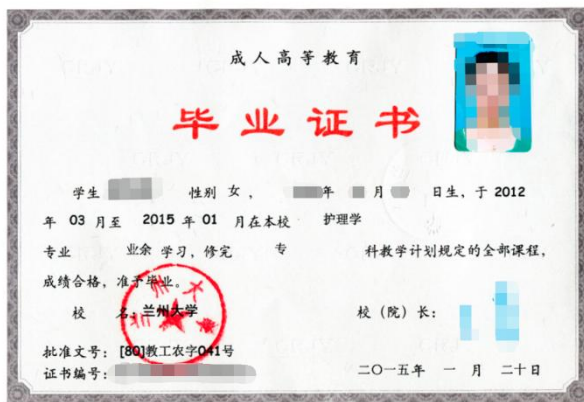 成人高等教育
毕业证书
学生 性别 女, 年 月 日生,于 2012
年 03 月至 2015 年 01 月在本校 护理学
专业 业余 学习,修完 专 科教学计划规定的全部课程,
成绩合格,准予毕业。
校 名:兰州大学 校(院)长:
批准文号:[80]教工农字041号
证书编号: 二〇一五年 一 月 二十日